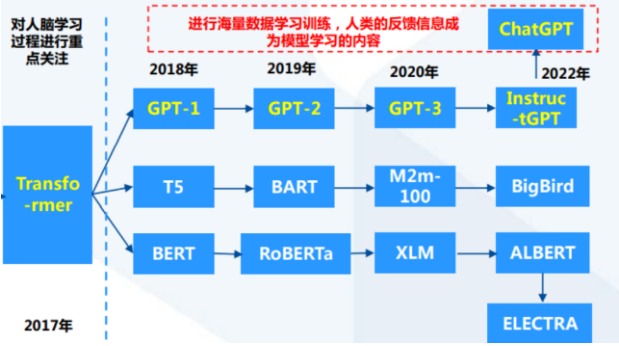 对人脑学习
过程进行重
点关注
进行海量数据学习训练，人类的反馈信息成
为模型学习的内容
ChatGPT
2018年
2019年
2020年
2022年
GPT-1
GPT-2
GPT-3
Instruc
-tGPT
Transfo
-rmer
T5
BART
M2m-
100
BigBird
BERT
RoBERTa
XLM
ALBERT
2017年
ELECTRA